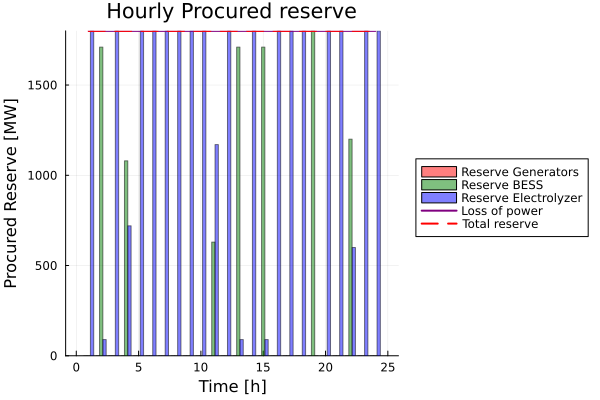 Hourly Procured reserve
Procured Reserve [MW]
1500
1000
500
0
0 5 10 15 20 25
Time [h]
Reserve Generators
Reserve BESS
Reserve Electrolyzer
Loss of power
Total reserve